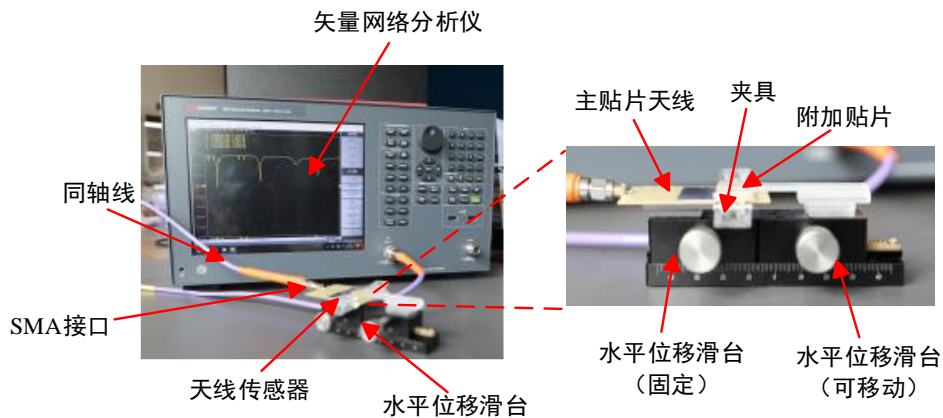 矢量网络分析仪
主贴片天线
夹具
附加贴片
同轴线
SMA接口
天线传感器
水平位移滑台
水平位移滑台
（固定）
水平位移滑台
（可移动）